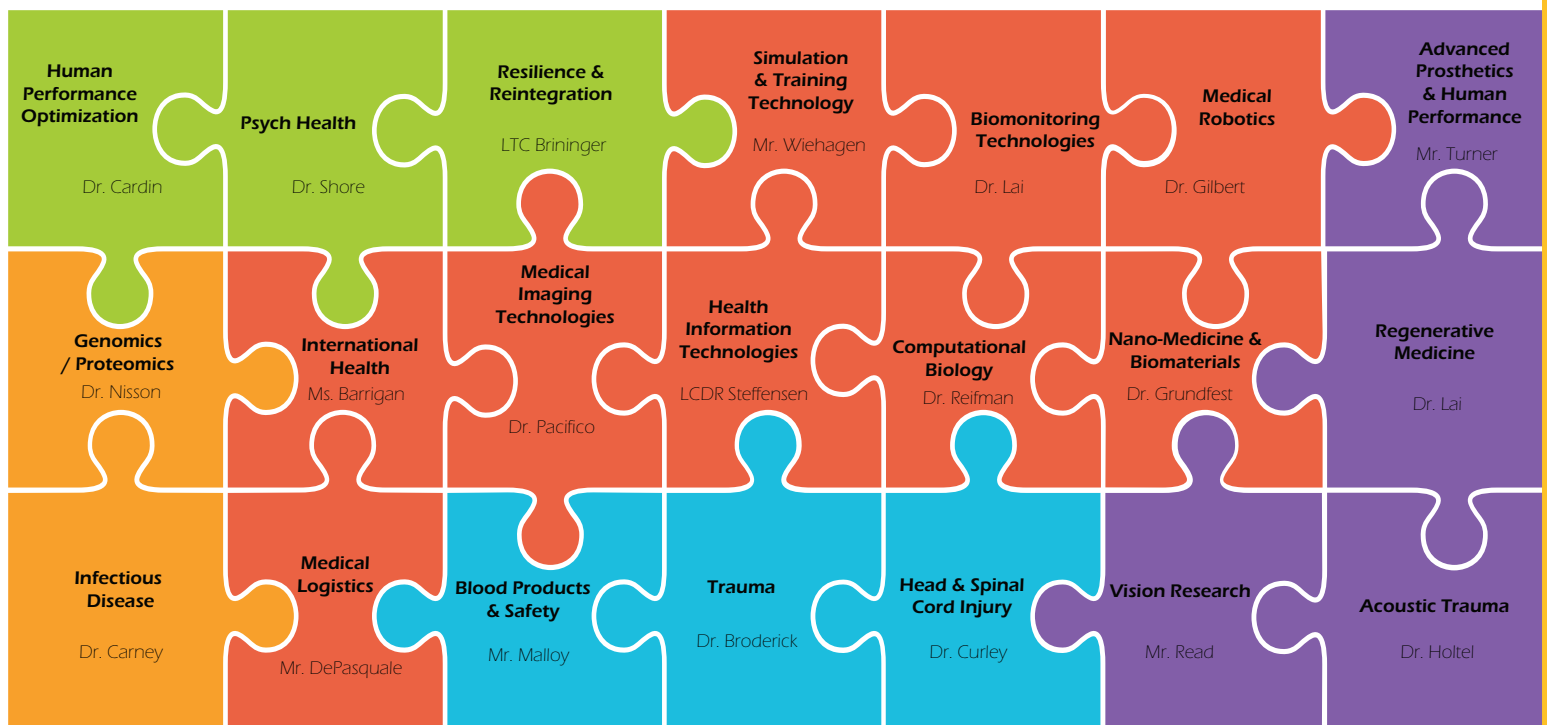 Human
Performance
Optimization
Dr. Cardin
Psych Health
Dr. Shore
Resilience &
Reintegration
LTC Brininger
Simulation
& Training
Technology
Mr. Wiehagen
Biomonitoring
Technologies
Dr. Lai
Medical
Robotics
Dr. Gilbert
Advanced
Prosthetics
& Human
Performance
Mr. Turner
Genomics
/ Proteomics
Dr. Nisson
International
Health
Ms. Barrigan
Medical
Imaging
Technologies
Dr. Pacifico
Health
Information
Technologies
LCDR Steffensen
Computational
Biology
Dr. Reifman
Nano-Medicine &
Biomaterials
Dr. Grundfest
Regenerative
Medicine
Dr. Lai
Infectious
Disease
Dr. Carney
Medical
Logistics
Mr. DePasquale
Blood Products
& Safety
Mr. Malloy
Trauma
Dr. Broderick
Head & Spinal
Cord Injury
Dr. Curley
Vision Research
Mr. Read
Acoustic Trauma
Dr. Holtel